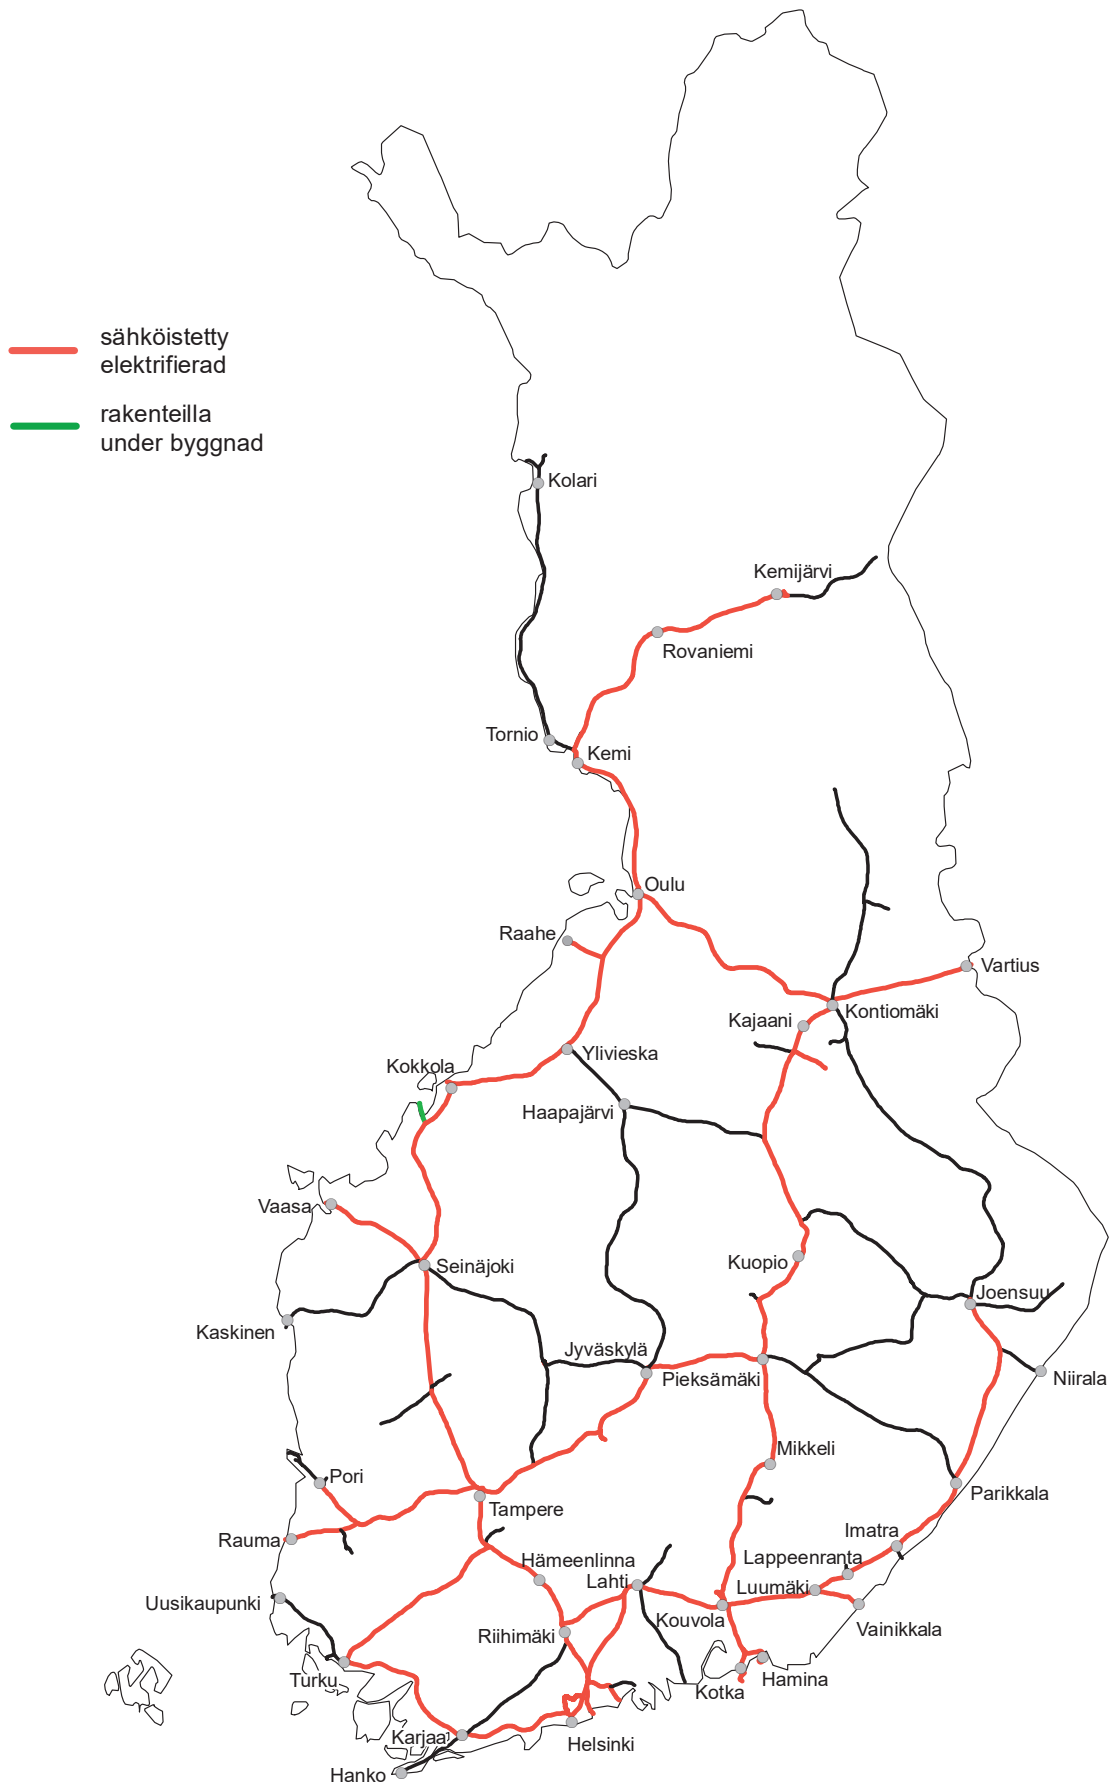 sähköistetty
elektrifierad
rakenteilla
under byggnad
Kolari
Kemijärvi
Rovaniemi
Tornio
Kemi
Oulu
Raahe
Vartius
Kontiomäki
Kajaani
Ylivieska
Kokkola
Haapajärvi
Vaasa
Seinäjoki
Kuopio
Joensuu
Kaskinen
Jyväskylä
Pieksämäki
Niirala
Mikkeli
Pori
Parikkala
Tampere
Rauma
Imatra
Hämeenlinna
Lappeenranta
Lahti
Luumäki
Uusikaupunki
Kouvola
Vainikkala
Riihimäki
Turku
Hamina
Kotka
Karjaa
Helsinki
Hanko